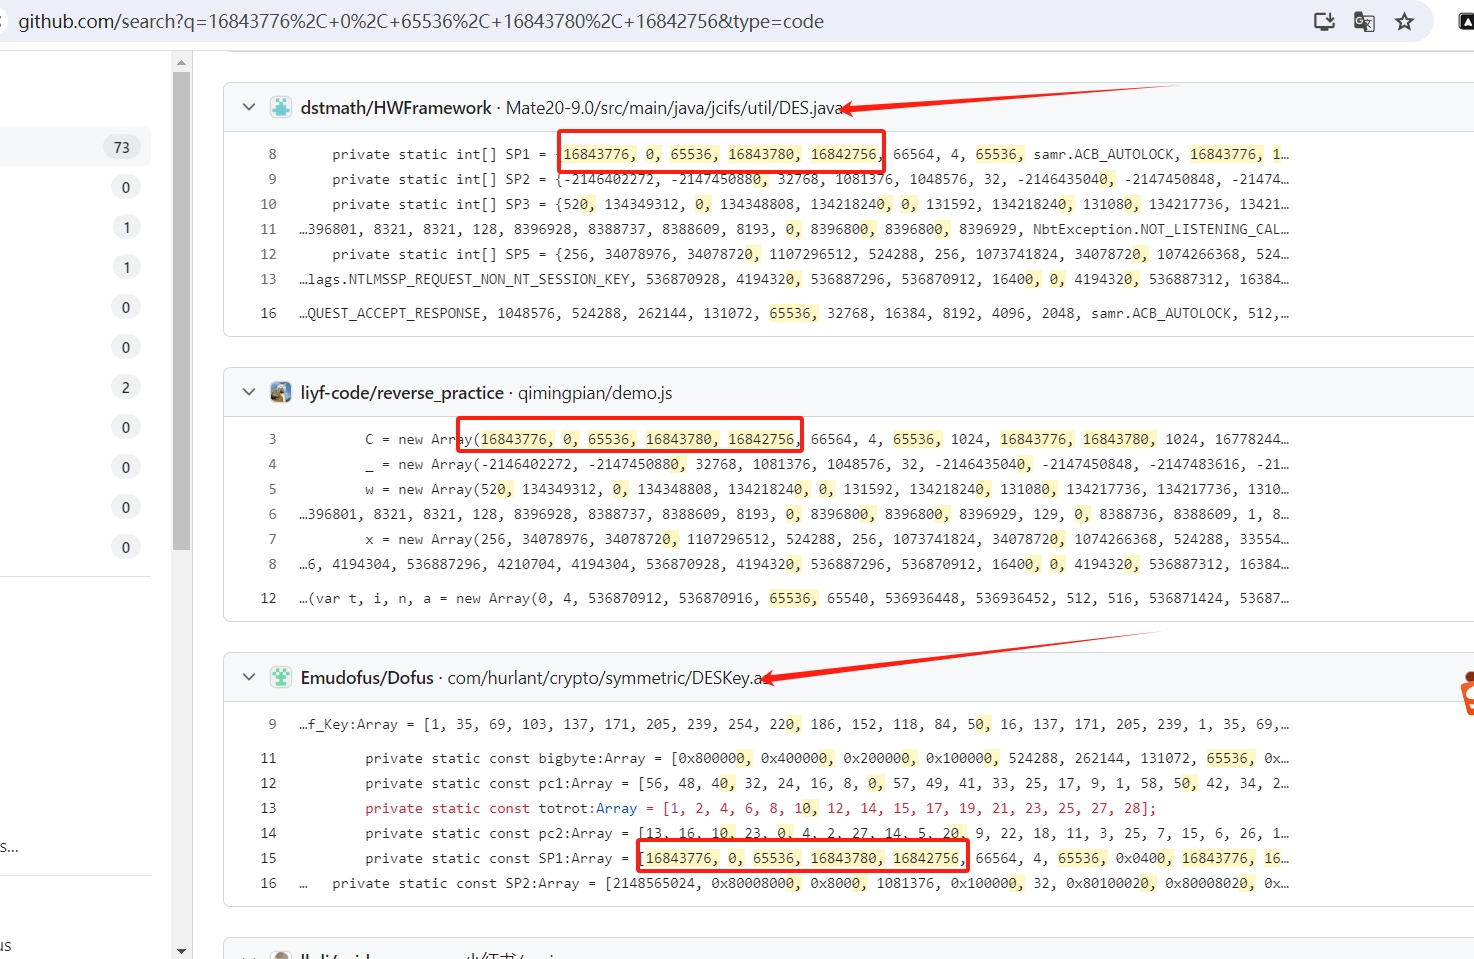 github.com/search?q=16843776%2C+0%2C+65536%2C+16843780%2C+16842756&type=code
73
0
1
1
0
0
2
0
0
0
0
s...
us
dstmath/HWFramework · Mate20-9.0/src/main/java/jcifs/util/DES.java
8 private static int[] SP1 = {16843776, 0, 65536, 16843780, 16842756, 66564, 4, 65536, samr.ACB_AUTOLOCK, 16843776, 1…
9 private static int[] SP2 = {-2146402272, -2147450880, 32768, 1081376, 1048576, 32, -2146435040, -2147450848, -21474…
10 private static int[] SP3 = {520, 134349312, 0, 134348808, 134218240, 0, 131592, 134218240, 131080, 134217736, 13421…
11 …396801, 8321, 8321, 128, 8396928, 8388737, 8388609, 8193, 0, 8396800, 8396800, 8396929, NbtException.NOT_LISTENING_CAL…
12 private static int[] SP5 = {256, 34078976, 34078720, 1107296512, 524288, 256, 1073741824, 34078720, 1074266368, 524…
13 …lags.NTLMSSP_REQUEST_NON_NT_SESSION_KEY, 536870928, 4194320, 536887296, 536870912, 16400, 0, 4194320, 536887312, 16384…
16 …QUEST_ACCEPT_RESPONSE, 1048576, 524288, 262144, 131072, 65536, 32768, 16384, 8192, 4096, 2048, samr.ACB_AUTOLOCK, 512,…
liyf-code/reverse_practice · qimingpian/demo.js
3 C = new Array(16843776, 0, 65536, 16843780, 16842756, 66564, 4, 65536, 1024, 16843776, 16843780, 1024, 16778244…
4 _ = new Array(-2146402272, -2147450880, 32768, 1081376, 1048576, 32, -2146435040, -2147450848, -2147483616, -21…
5 w = new Array(520, 134349312, 0, 134348808, 134218240, 0, 131592, 134218240, 131080, 134217736, 134217736, 1310…
6 …396801, 8321, 8321, 128, 8396928, 8388737, 8388609, 8193, 0, 8396800, 8396800, 8396929, 129, 0, 8388736, 8388609, 1, 8…
7 x = new Array(256, 34078976, 34078720, 1107296512, 524288, 256, 1073741824, 34078720, 1074266368, 524288, 33554…
8 …6, 4194304, 536887296, 4210704, 4194304, 536870928, 4194320, 536887296, 536870912, 16400, 0, 4194320, 536887312, 16384…
12 …(var t, i, n, a = new Array(0, 4, 536870912, 536870916, 65536, 65540, 536936448, 536936452, 512, 516, 536871424, 53687…
Emudofus/Dofus · com/hurlant/crypto/symmetric/DESKey.as
9 …f_Key:Array = [1, 35, 69, 103, 137, 171, 205, 239, 254, 220, 186, 152, 118, 84, 50, 16, 137, 171, 205, 239, 1, 35, 69,…
11 private static const bigbyte:Array = [0x800000, 0x400000, 0x200000, 0x100000, 524288, 262144, 131072, 65536, 0x…
12 private static const pc1:Array = [56, 48, 40, 32, 24, 16, 8, 0, 57, 49, 41, 33, 25, 17, 9, 1, 58, 50, 42, 34, 2…
13 private static const totrot:Array = [1, 2, 4, 6, 8, 10, 12, 14, 15, 17, 19, 21, 23, 25, 27, 28];
14 private static const pc2:Array = [13, 16, 10, 23, 0, 4, 2, 27, 14, 5, 20, 9, 22, 18, 11, 3, 25, 7, 15, 6, 26, 1…
15 private static const SP1:Array = [16843776, 0, 65536, 16843780, 16842756, 66564, 4, 65536, 0x0400, 16843776, 16…
16 … private static const SP2:Array = [2148565024, 0x80008000, 0x8000, 1081376, 0x100000, 32, 0x80100020, 0x80008020, 0x…